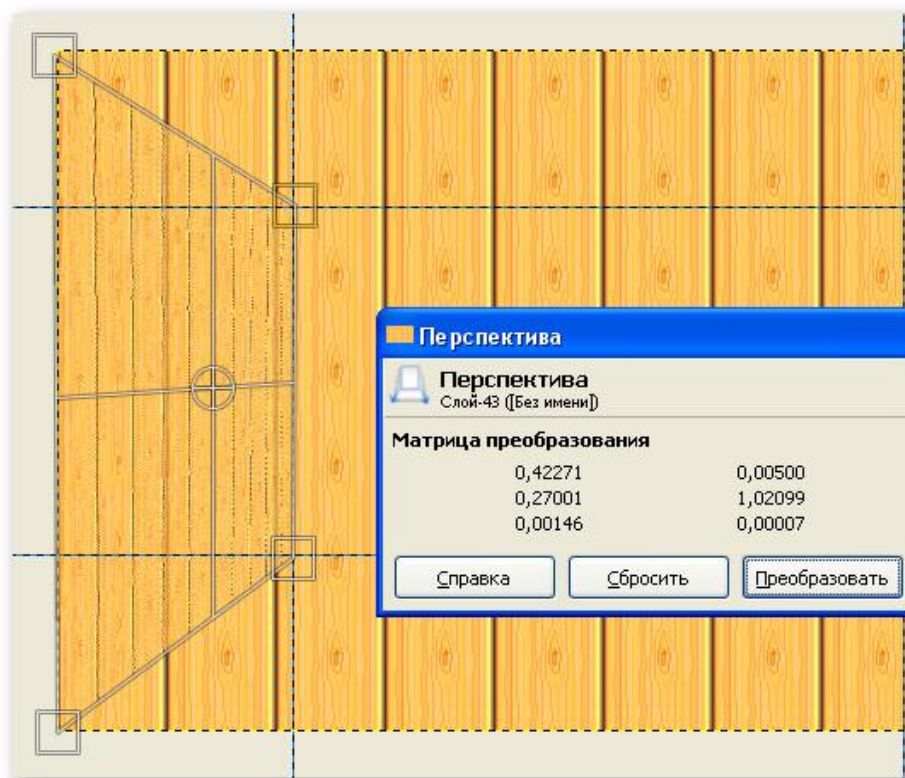 Перспектива
Перспектива
Слой-43 ([Без имени])
Матрица преобразования
0,42271 0,00500
0,27001 1,02099
0,00146 0,00007
Справка Сбросить Преобразовать